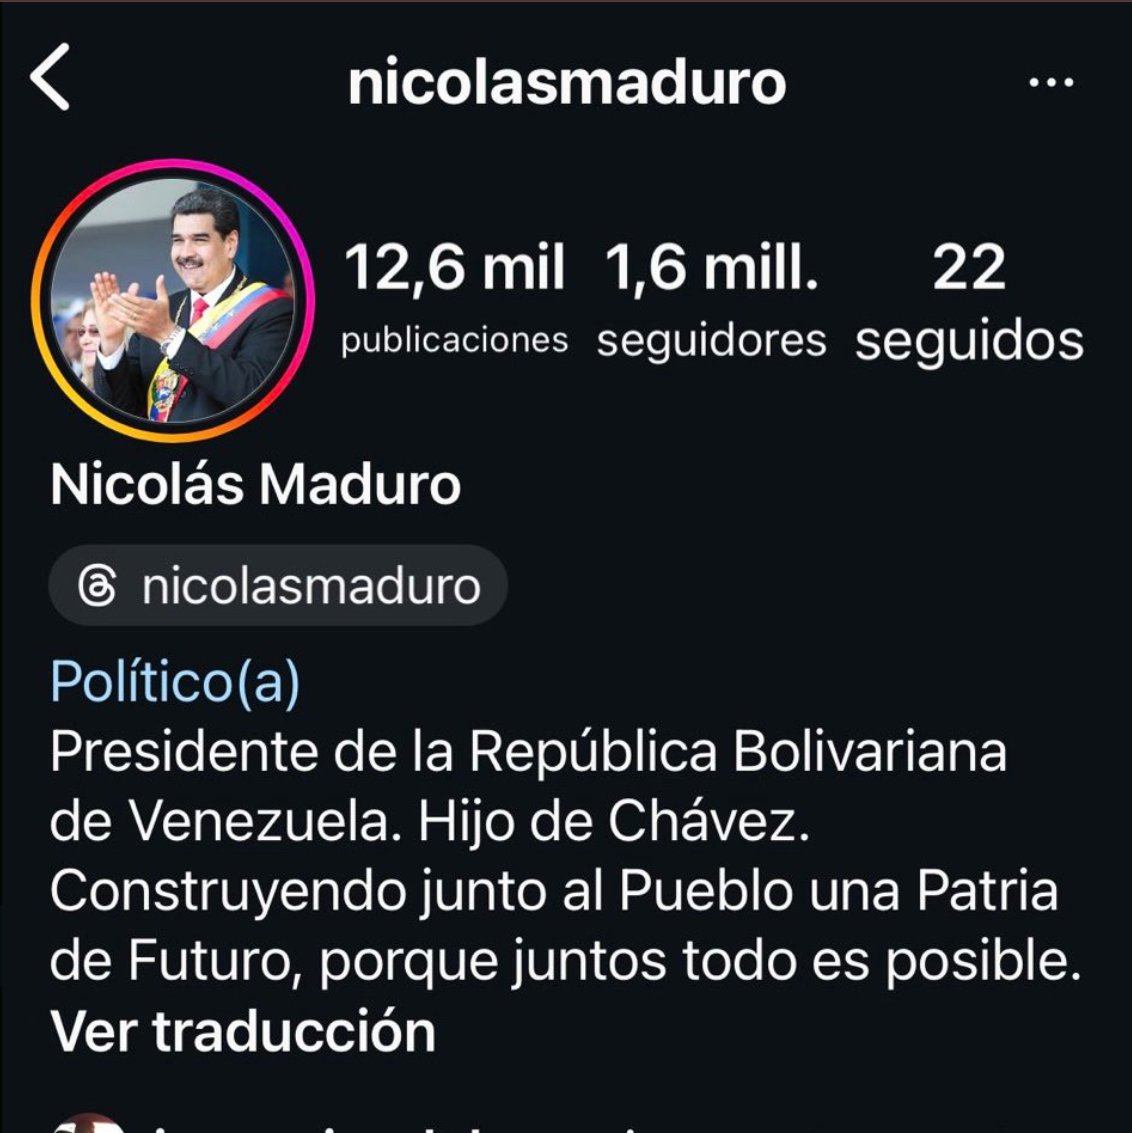 nicolasmaduro
12,6 mil 1,6 mill. 22
publicaciones seguidores seguidos
Nicolás Maduro
nicolasmaduro
Político(a)
Presidente de la República Bolivariana
de Venezuela. Hijo de Chávez.
Construyendo junto al Pueblo una Patria
de Futuro, porque juntos todo es posible.
Ver traducción